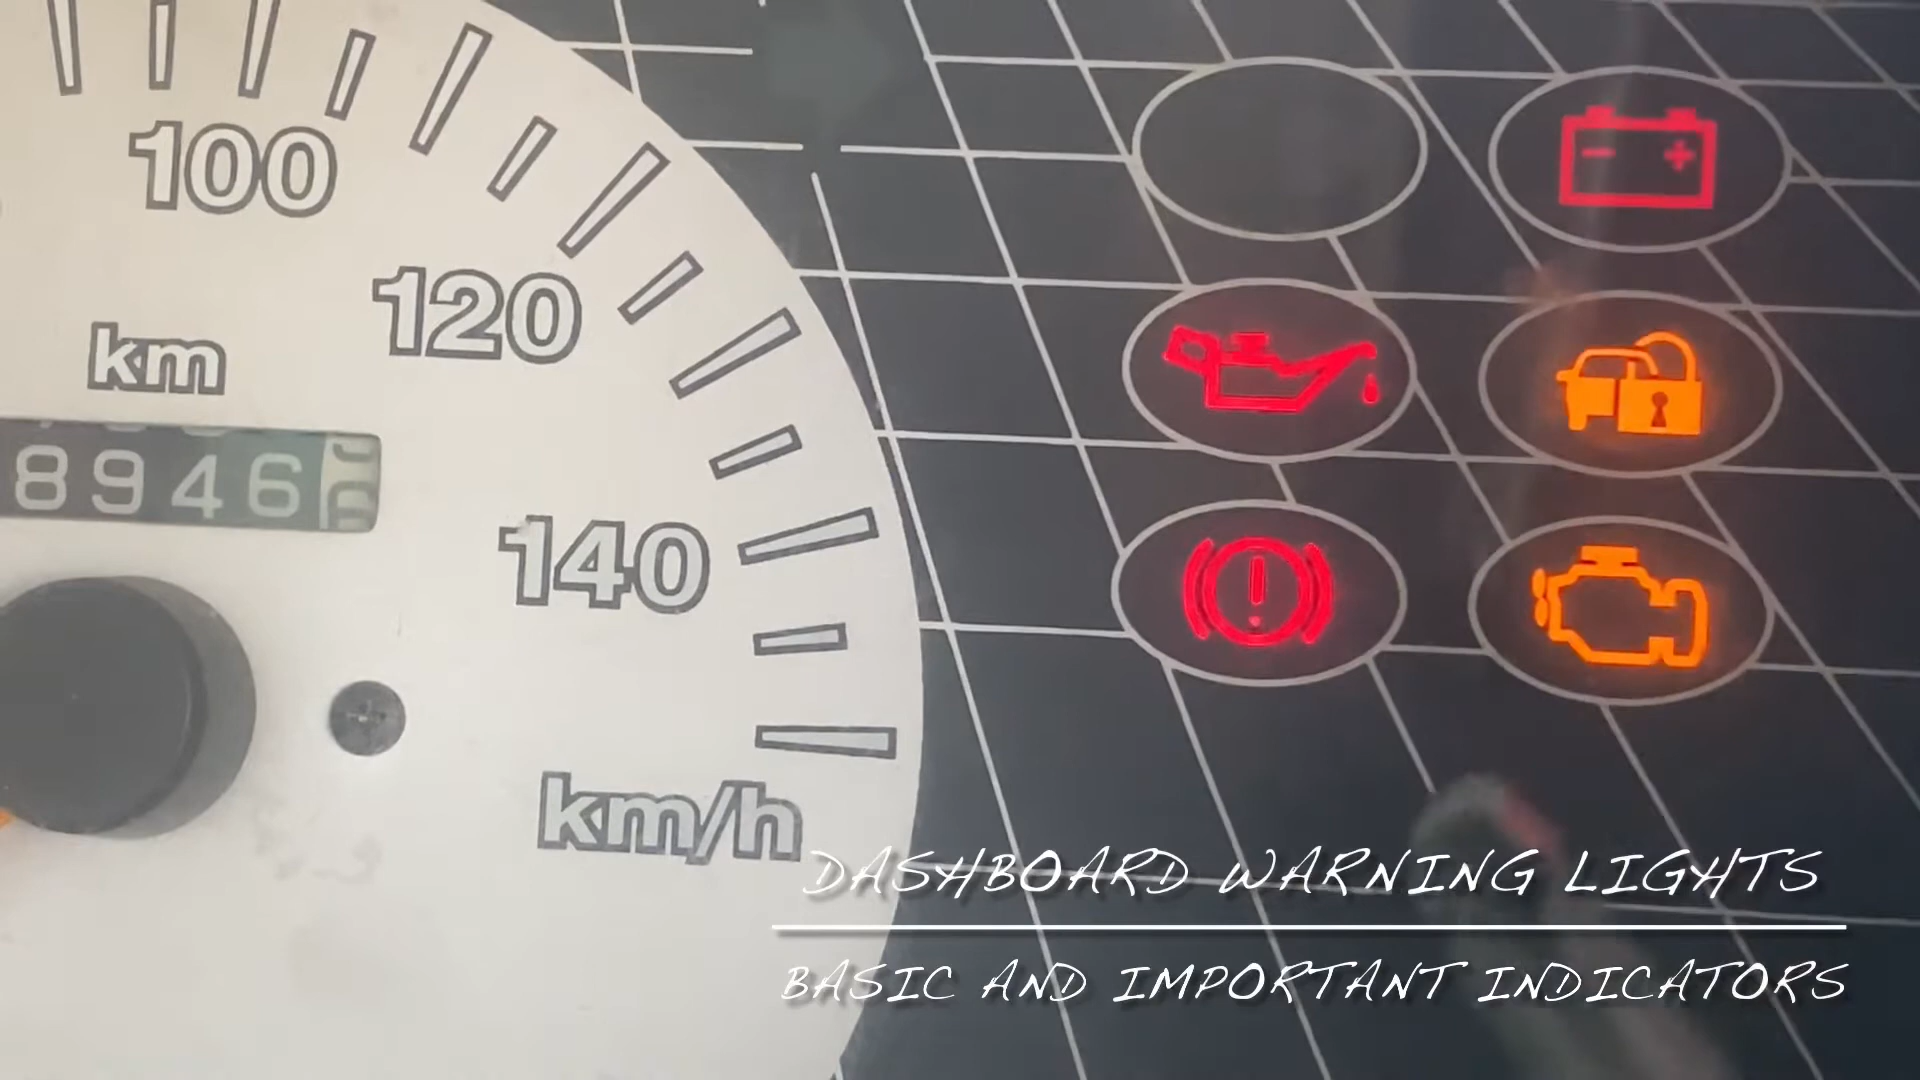 100
120
km
8946
140
km/h
DASHBOARD WARNING LIGHTS
BASIC AND IMPORTANT INDICATORS